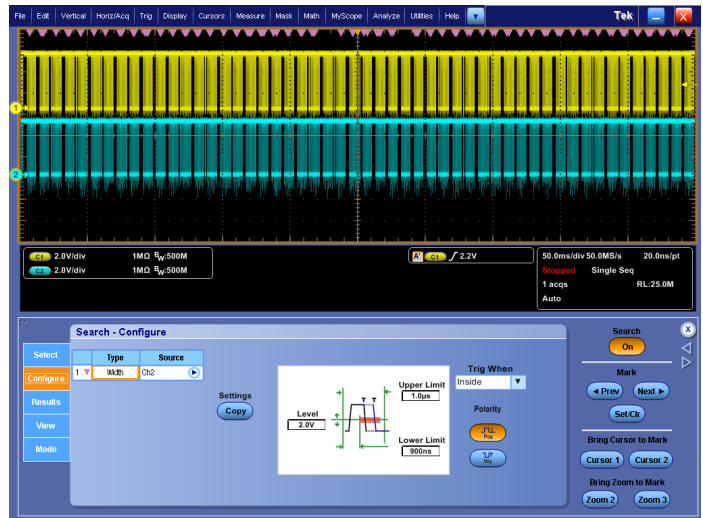 File Edit Vertical Horiz/Acq Trig Display Cursors Measure Mask Math MyScope Analyze Utilities Help Tek X
1
2
C1 2.0V/div 1MΩ BW:500M
C2 2.0V/div 1MΩ BW:500M
A' C1 2.2V
50.0ms/div 50.0MS/s 20.0ns/pt
Stopped Single Seq
1 acqs RL:25.0M
Auto
Search - Configure
Select
Configure
Results
View
Mode
Type Source
1 Width Ch2
Settings
Copy
Level
2.0V
T T
Upper Limit
1.0µs
Lower Limit
900ns
Trig When
Inside
Polarity
Pos
Neg
Search
On
X
Mark
Prev Next
Set/Clr
Bring Cursor to Mark
Cursor 1 Cursor 2
Bring Zoom to Mark
Zoom 2 Zoom 3